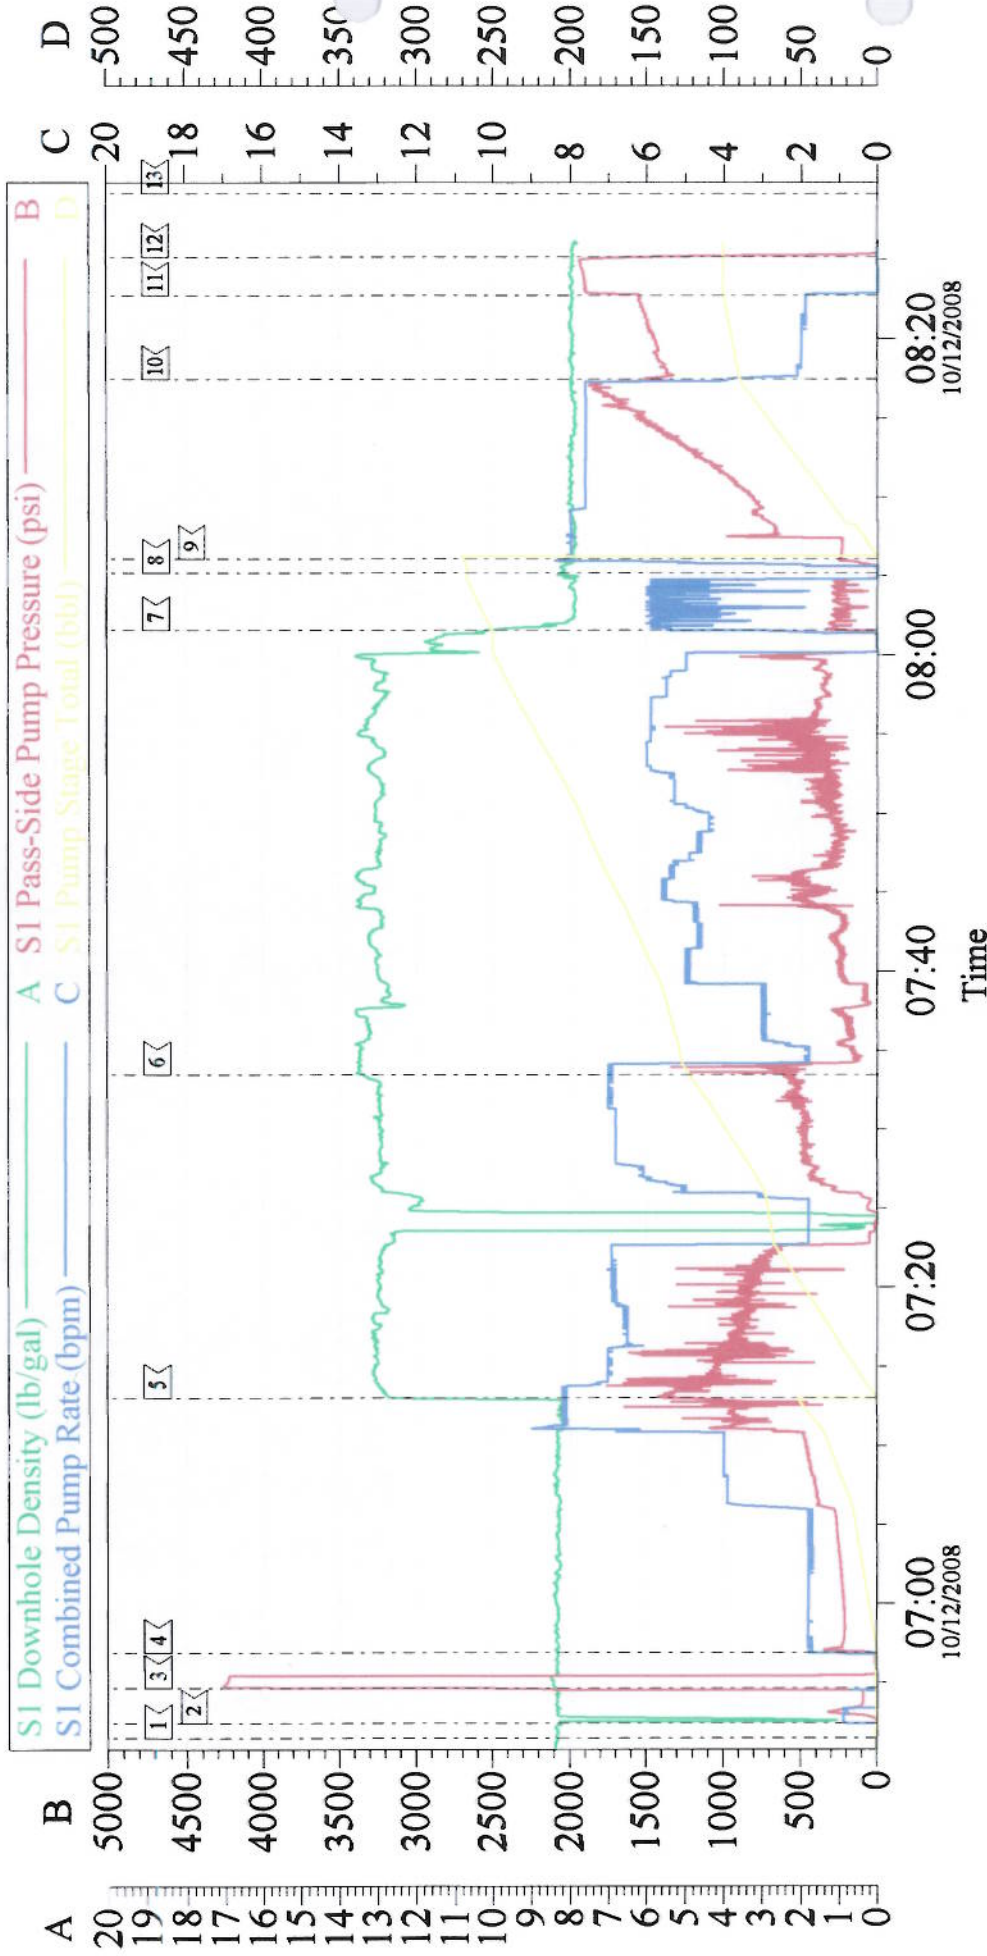 S1 Downhole Density (lb/gal) A S1 Pass-Side Pump Pressure (psi) B
S1 Combined Pump Rate (bpm) C S1 Pump Stage Total (bbl) D
A B C D
20 5000 20 500
19
18 4500 18 450
17
16 4000 16 400
15
14 3500 14 350
13
12 3000 12 300
11
10 2500 10 250
9
8 2000 8 200
7
6 1500 6 150
5
4 1000 4 100
3
2 500 2 50
1
0 0 0 0
1 3 4 5 6 7 8 10 11 12 13
2 9
07:00 07:20 07:40 08:00 08:20
10/12/2008 10/12/2008
Time